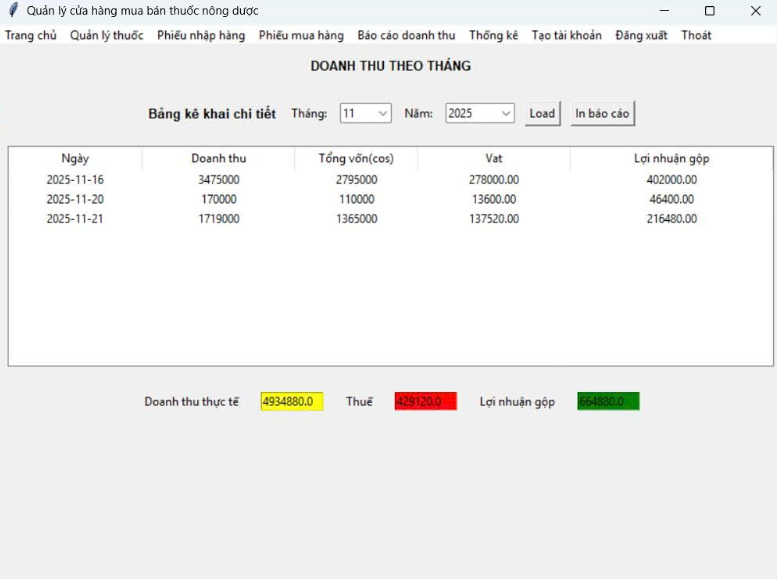 Quản lý cửa hàng mua bán thuốc nông dược
Trang chủ Quản lý thuốc Phiếu nhập hàng Phiếu mua hàng Báo cáo doanh thu Thống kê Tạo tài khoản Đăng xuất Thoát
DOANH THU THEO THÁNG
Bảng kê khai chi tiết Tháng: 11 Năm: 2025 Load In báo cáo
Ngày Doanh thu Tổng vốn(cos) Vat Lợi nhuận gộp
2025-11-16 3475000 2795000 278000.00 402000.00
2025-11-20 170000 110000 13600.00 46400.00
2025-11-21 1719000 1365000 137520.00 216480.00
Doanh thu thực tế 4934880.0 Thuế 429120.0 Lợi nhuận gộp 664880.0